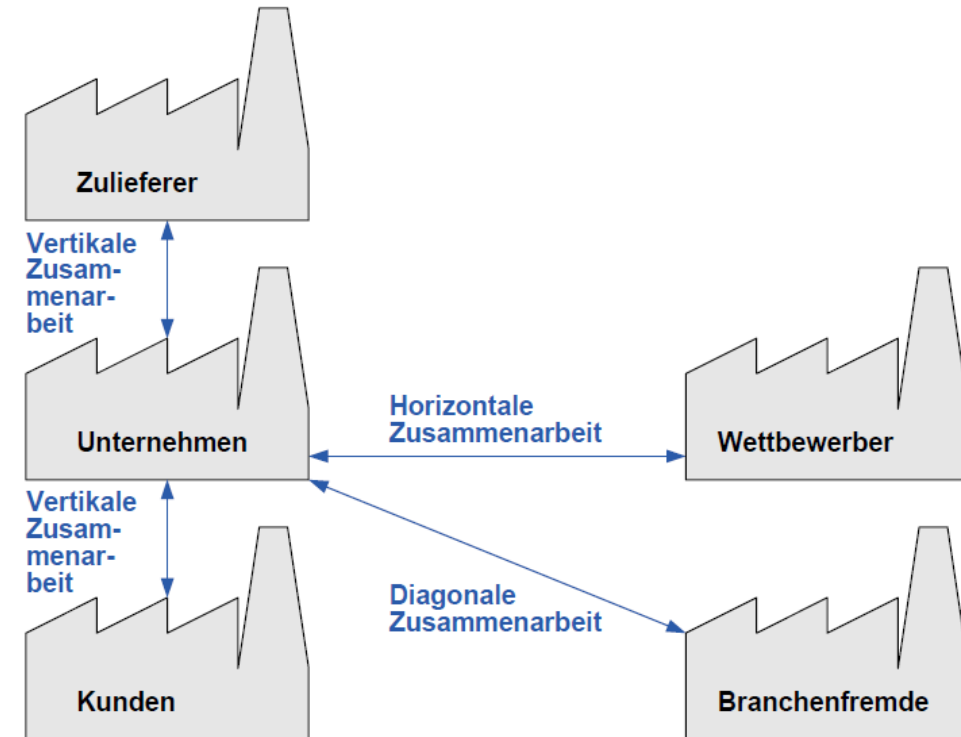 Zulieferer
Vertikale
Zusam-
menar-
beit
Unternehmen
Horizontale
Zusammenarbeit
Wettbewerber
Vertikale
Zusam-
menar-
beit
Diagonale
Zusammenarbeit
Kunden
Branchenfremde